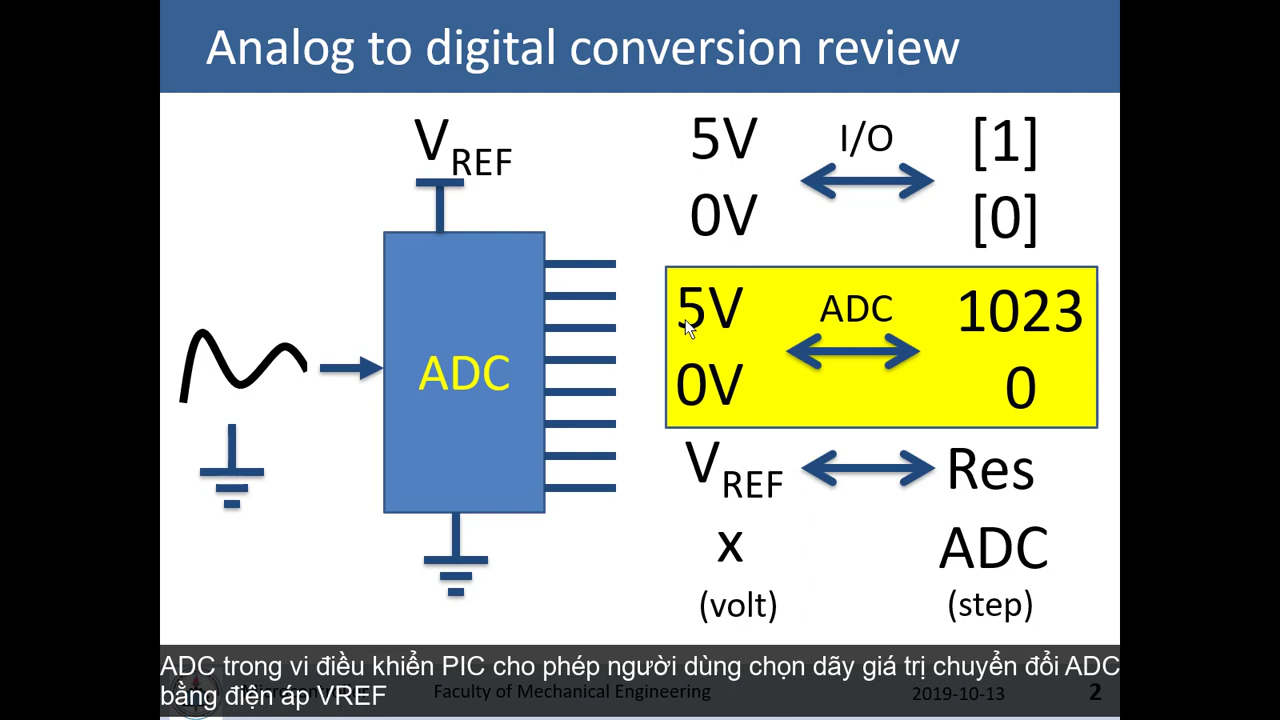 Analog to digital conversion review
VREF
ADC
5V I/O [1]
0V [0]
5V ADC 1023
0V 0
VREF Res
x ADC
(volt) (step)
ADC trong vi điều khiển PIC cho phép người dùng chọn dãy giá trị chuyển đổi ADC
bằng điện áp VREF
Faculty of Mechanical Engineering 2019-10-13 2